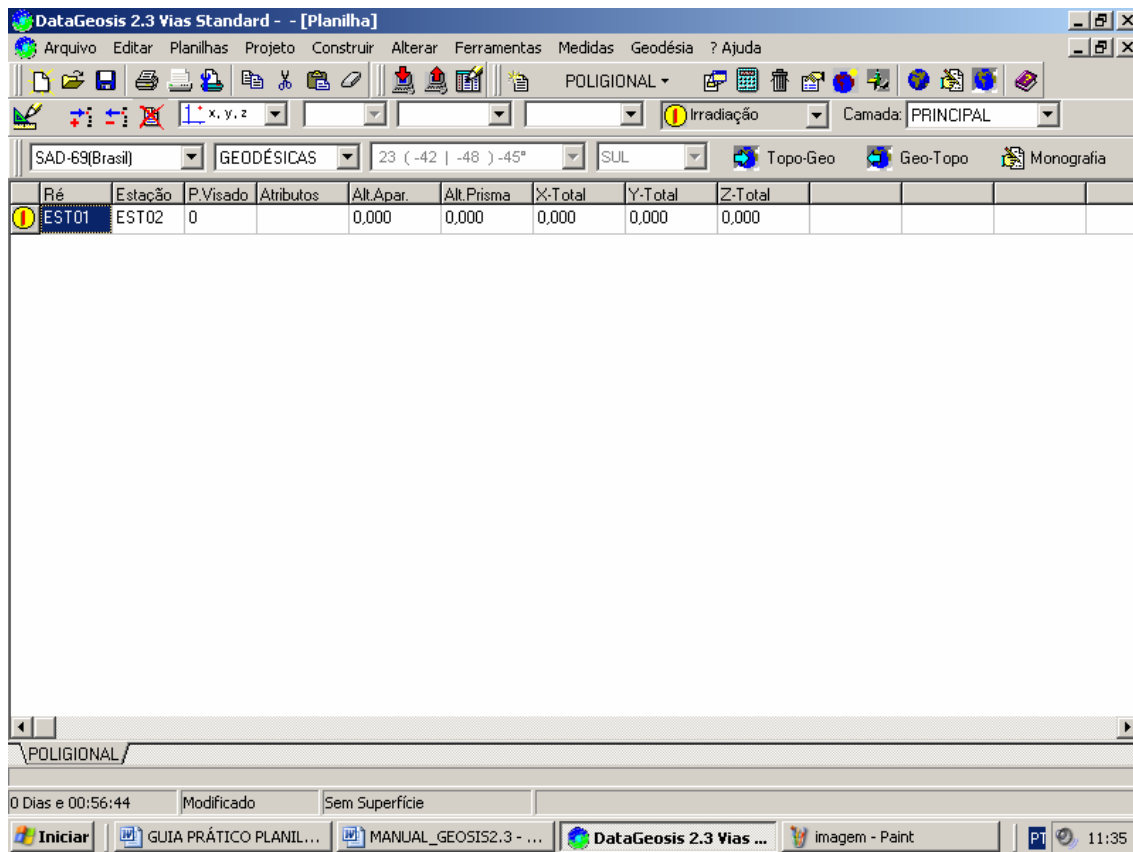 DataGeosis 2.3 Vias Standard - - [Planilha]
Arquivo Editar Planilhas Projeto Construir Alterar Ferramentas Medidas Geodésia ? Ajuda
POLIGIONAL
x, y, z Irradiação Camada: PRINCIPAL
SAD-69(Brasil) GEODÉSICAS 23 ( -42 | -48 ) -45° SUL Topo-Geo Geo-Topo Monografia
Ré Estação P.Visado Atributos Alt.Apar. Alt.Prisma X-Total Y-Total Z-Total
EST01 EST02 0 0,000 0,000 0,000 0,000 0,000
POLIGIONAL
0 Dias e 00:56:44 Modificado Sem Superfície
Iniciar GUIA PRÁTICO PLANIL... MANUAL_GEOSIS2.3 - ... DataGeosis 2.3 Vias ... imagem - Paint PT 11:35